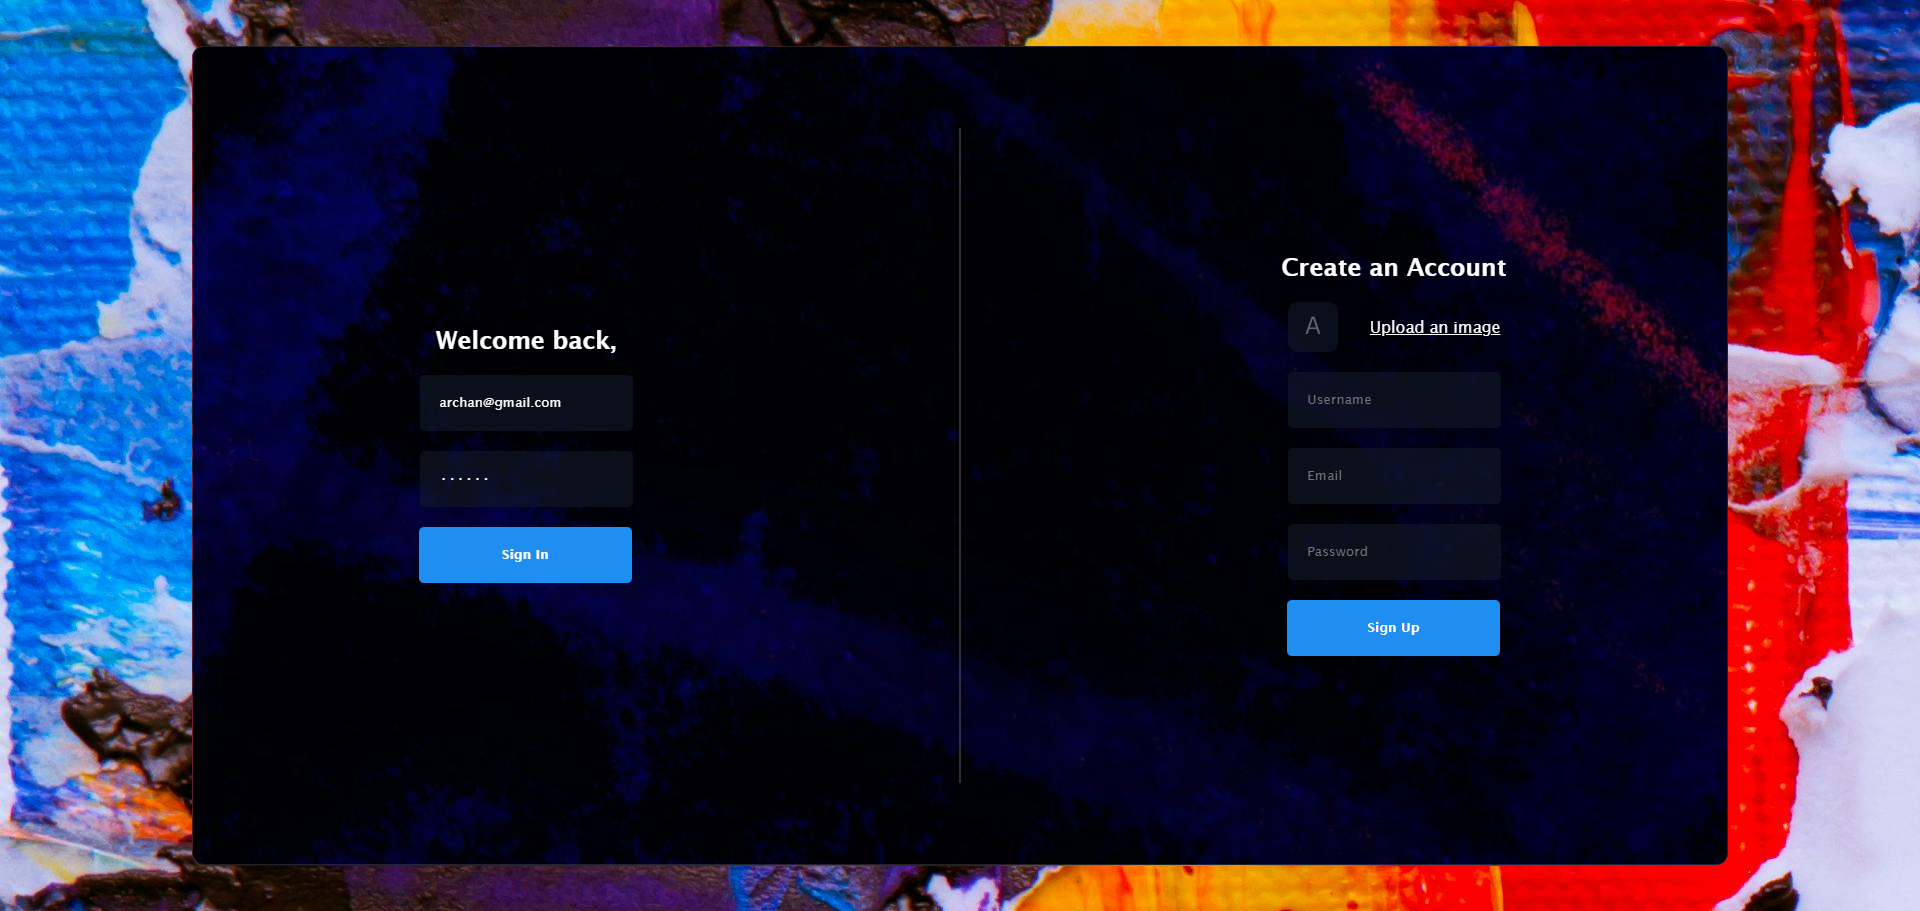 Welcome back,
archan@gmail.com
······
Sign In
Create an Account
A
Upload an image
Username
Email
Password
Sign Up